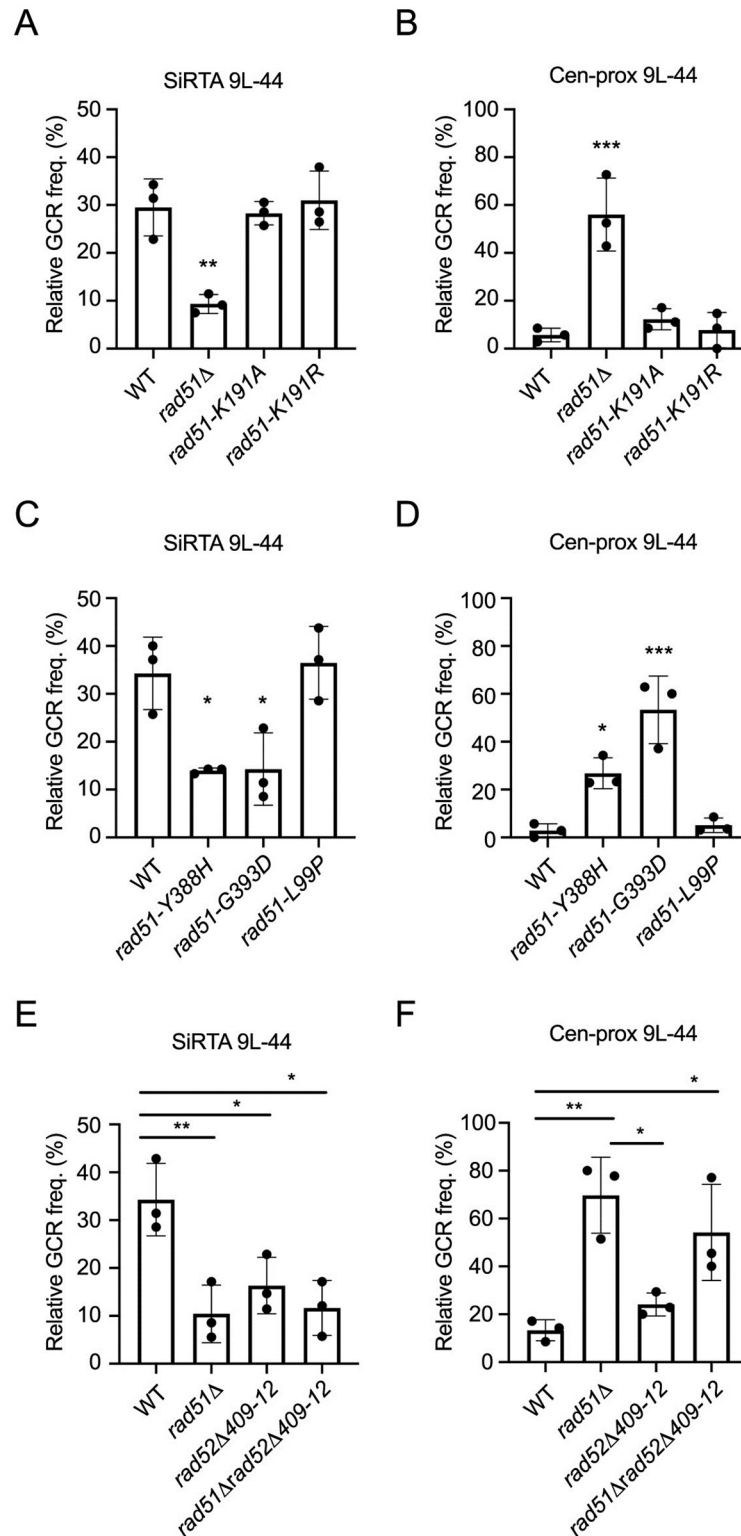 A
SiRTA 9L-44
Relative GCR freq. (%)
50
40
30
20
10
0
**
WT
rad51Δ
rad51-K191A
rad51-K191R
B
Cen-prox 9L-44
Relative GCR freq. (%)
100
80
60
40
20
0
***
WT
rad51Δ
rad51-K191A
rad51-K191R
C
SiRTA 9L-44
Relative GCR freq. (%)
50
40
30
20
10
0
*
*
WT
rad51-Y388H
rad51-G393D
rad51-L99P
D
Cen-prox 9L-44
Relative GCR freq. (%)
100
80
60
40
20
0
*
***
WT
rad51-Y388H
rad51-G393D
rad51-L99P
E
SiRTA 9L-44
Relative GCR freq. (%)
50
40
30
20
10
0
*
*
**
WT
rad51Δ
rad52Δ409-12
rad51Δrad52Δ409-12
F
Cen-prox 9L-44
Relative GCR freq. (%)
100
80
60
40
20
0
*
**
*
WT
rad51Δ
rad52Δ409-12
rad51Δrad52Δ409-12